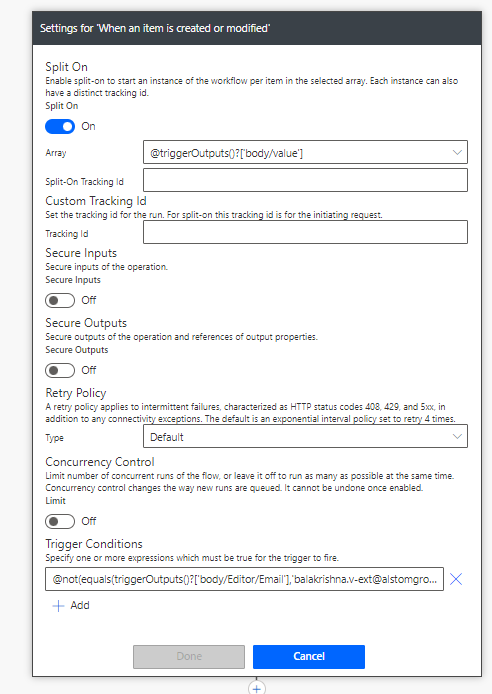 Settings for 'When an item is created or modified'
Split On
Enable split-on to start an instance of the workflow per item in the selected array. Each instance can also
have a distinct tracking id.
Split On
On
Array
@triggerOutputs()?['body/value']
Split-On Tracking Id
Custom Tracking Id
Set the tracking id for the run. For split-on this tracking id is for the initiating request.
Tracking Id
Secure Inputs
Secure inputs of the operation.
Secure Inputs
Off
Secure Outputs
Secure outputs of the operation and references of output properties.
Secure Outputs
Off
Retry Policy
A retry policy applies to intermittent failures, characterized as HTTP status codes 408, 429, and 5xx, in
addition to any connectivity exceptions. The default is an exponential interval policy set to retry 4 times.
Type
Default
Concurrency Control
Limit number of concurrent runs of the flow, or leave it off to run as many as possible at the same time.
Concurrency control changes the way new runs are queued. It cannot be undone once enabled.
Limit
Off
Trigger Conditions
Specify one or more expressions which must be true for the trigger to fire.
@not(equals(triggerOutputs()?['body/Editor/Email'],'balakrishna.v-ext@alstomgro...
Add
Done
Cancel